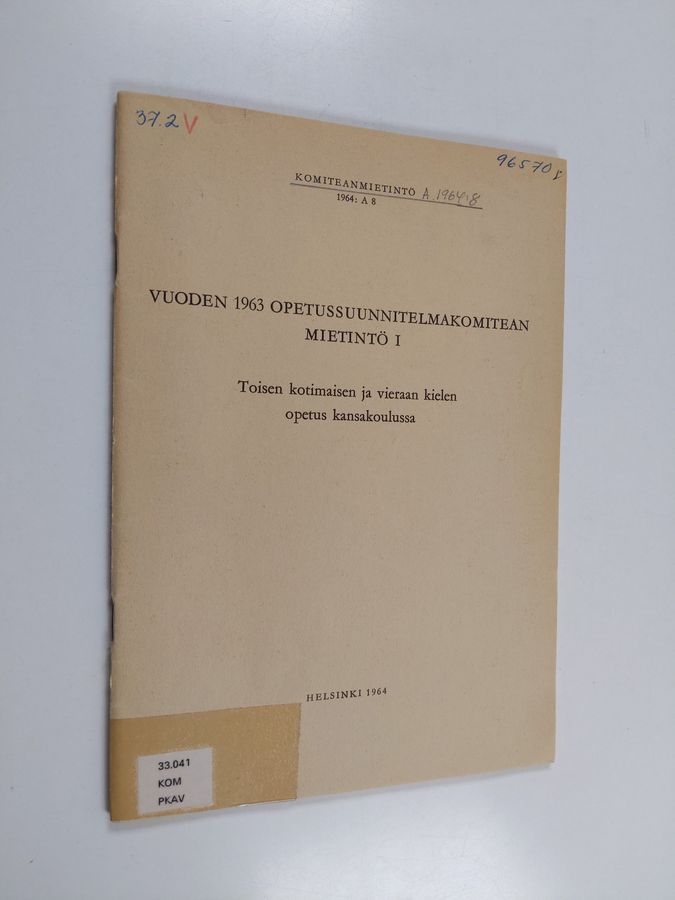 37.2 V
96570
KOMITEANMIETINTÖ A 1964:8
1964: A 8
VUODEN 1963 OPETUSSUUNNITELMAKOMITEAN
MIETINTÖ I
Toisen kotimaisen ja vieraan kielen
opetus kansakoulussa
HELSINKI 1964
33.041
KOM
PKAV